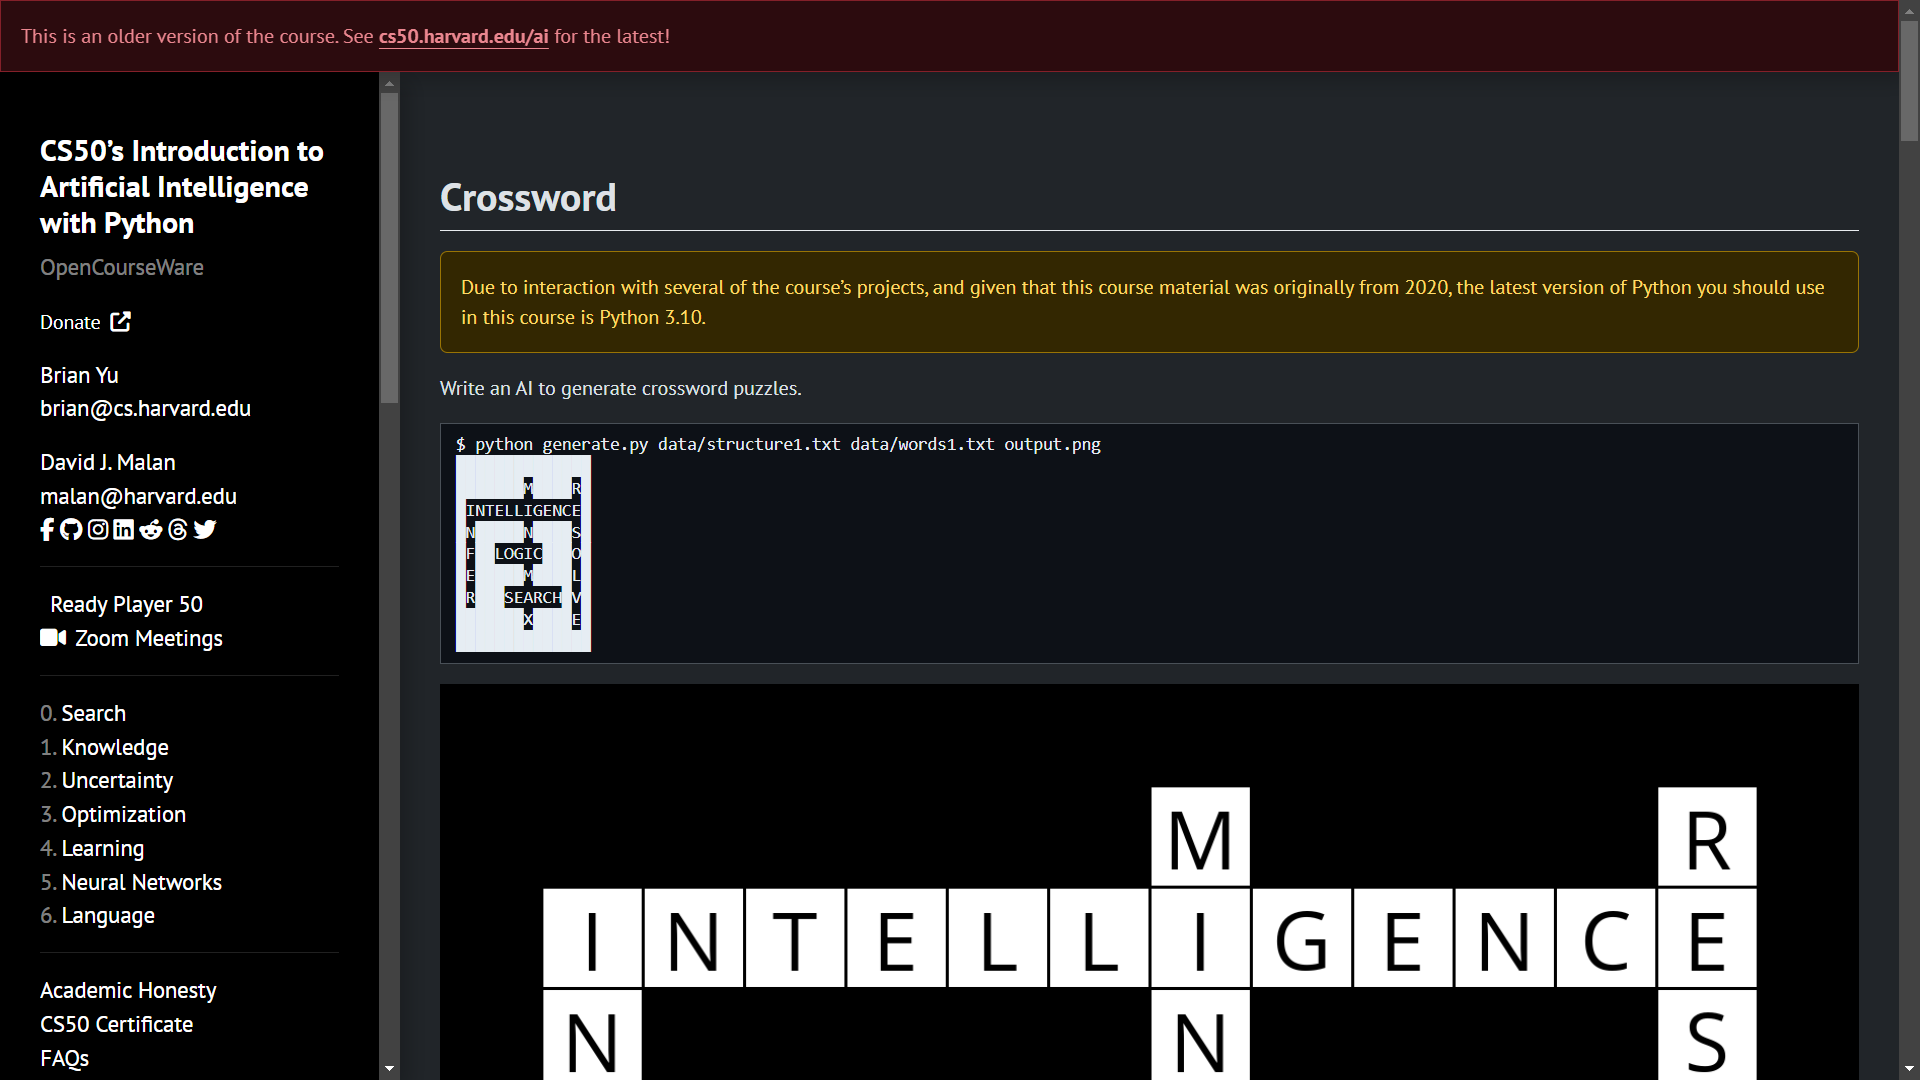 This is an older version of the course. See cs50.harvard.edu/ai for the latest!
CS50’s Introduction to
Artificial Intelligence
with Python
OpenCourseWare
Donate
Brian Yu
brian@cs.harvard.edu
David J. Malan
malan@harvard.edu
Ready Player 50
Zoom Meetings
0. Search
1. Knowledge
2. Uncertainty
3. Optimization
4. Learning
5. Neural Networks
6. Language
Academic Honesty
CS50 Certificate
FAQs
Crossword
Due to interaction with several of the course’s projects, and given that this course material was originally from 2020, the latest version of Python you should use
in this course is Python 3.10.
Write an AI to generate crossword puzzles.
$ python generate.py data/structure1.txt data/words1.txt output.png
M R
INTELLIGENCE
N N S
F LOGIC O
E M L
R SEARCH V
X E
M R
I N T E L L I G E N C E
N N S